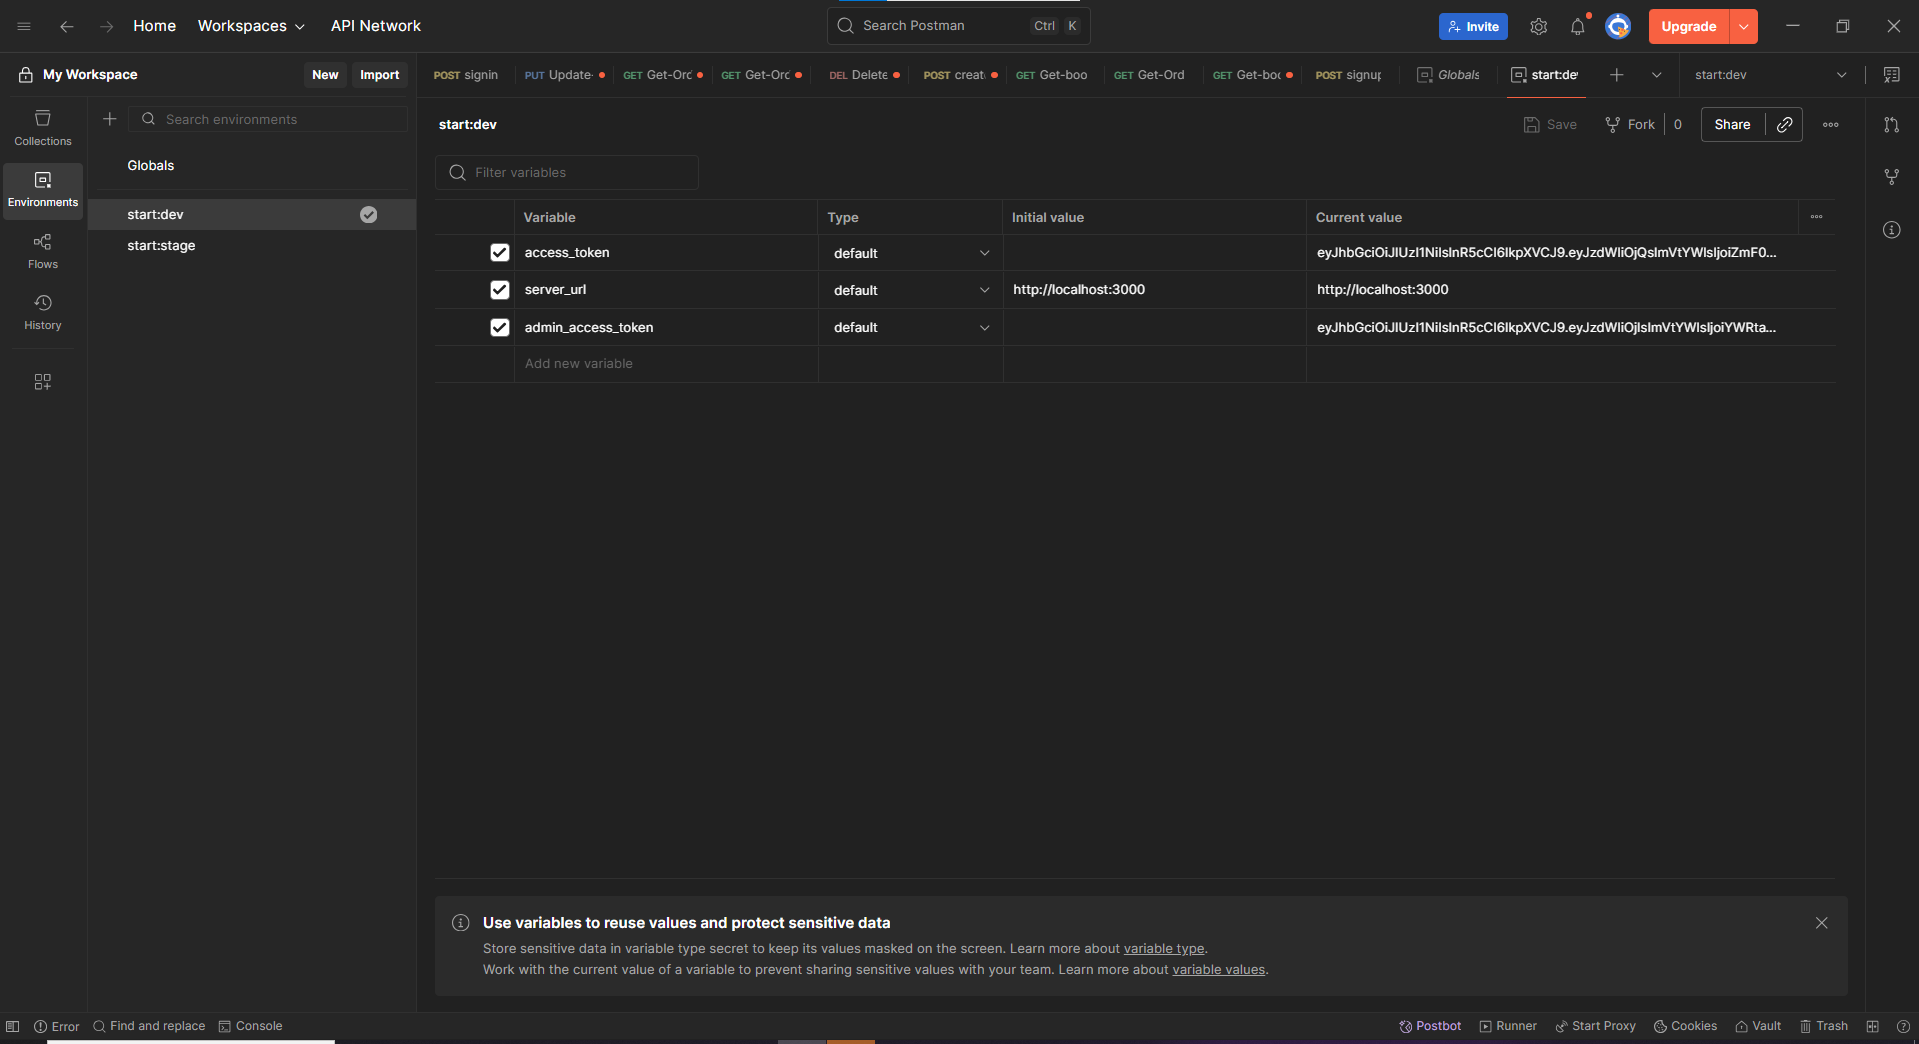 Home Workspaces API Network Search Postman Ctrl K Invite Upgrade
My Workspace New Import
POST signin PUT Update- GET Get-Orc GET Get-Orc DEL Delete POST creat GET Get-boo GET Get-Ord GET Get-boc POST signup Globals start:de start:dev
Search environments
Collections
Environments
Flows
History
Globals
start:dev
start:stage
start:dev Save Fork 0 Share
Filter variables
Variable Type Initial value Current value
access_token default
server_url default http://localhost:3000 http://localhost:3000
admin_access_token default
Add new variable
Use variables to reuse values and protect sensitive data
Store sensitive data in variable type secret to keep its values masked on the screen. Learn more about variable type.
Work with the current value of a variable to prevent sharing sensitive values with your team. Learn more about variable values.
Error Find and replace Console Postbot Runner Start Proxy Cookies Vault Trash